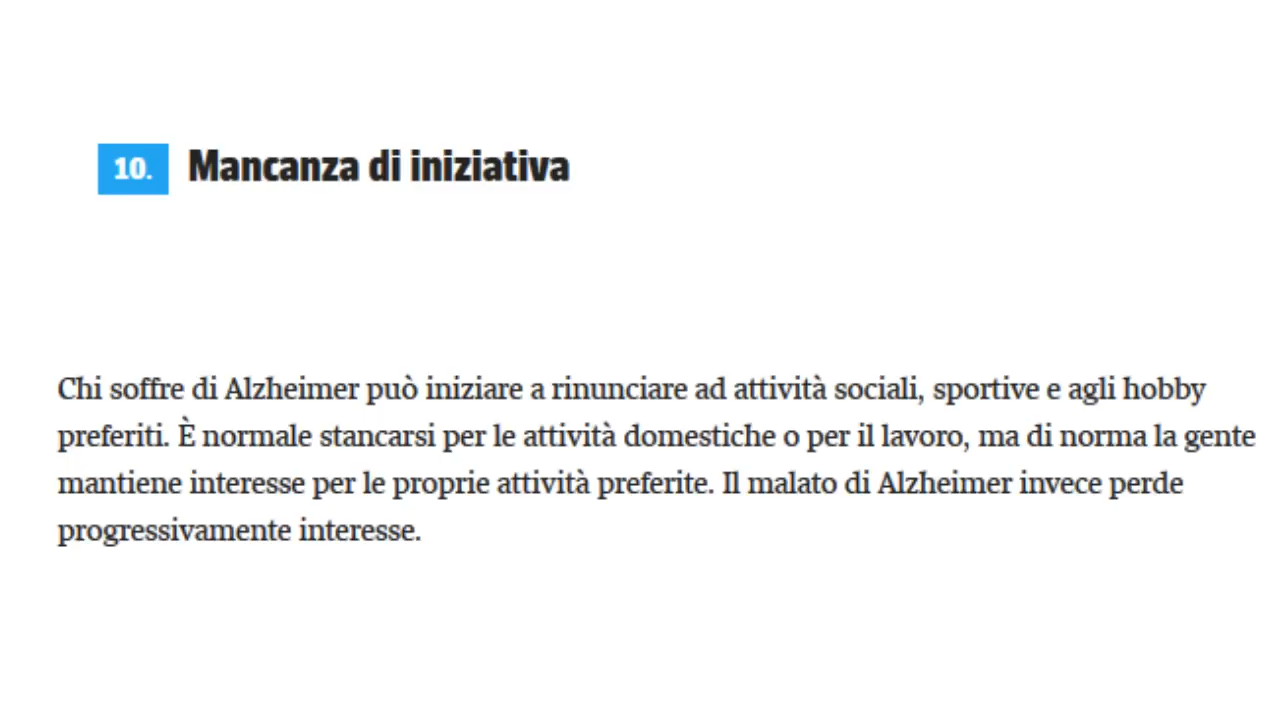 10. Mancanza di iniziativa
Chi soffre di Alzheimer può iniziare a rinunciare ad attività sociali, sportive e agli hobby
preferiti. È normale stancarsi per le attività domestiche o per il lavoro, ma di norma la gente
mantiene interesse per le proprie attività preferite. Il malato di Alzheimer invece perde
progressivamente interesse.